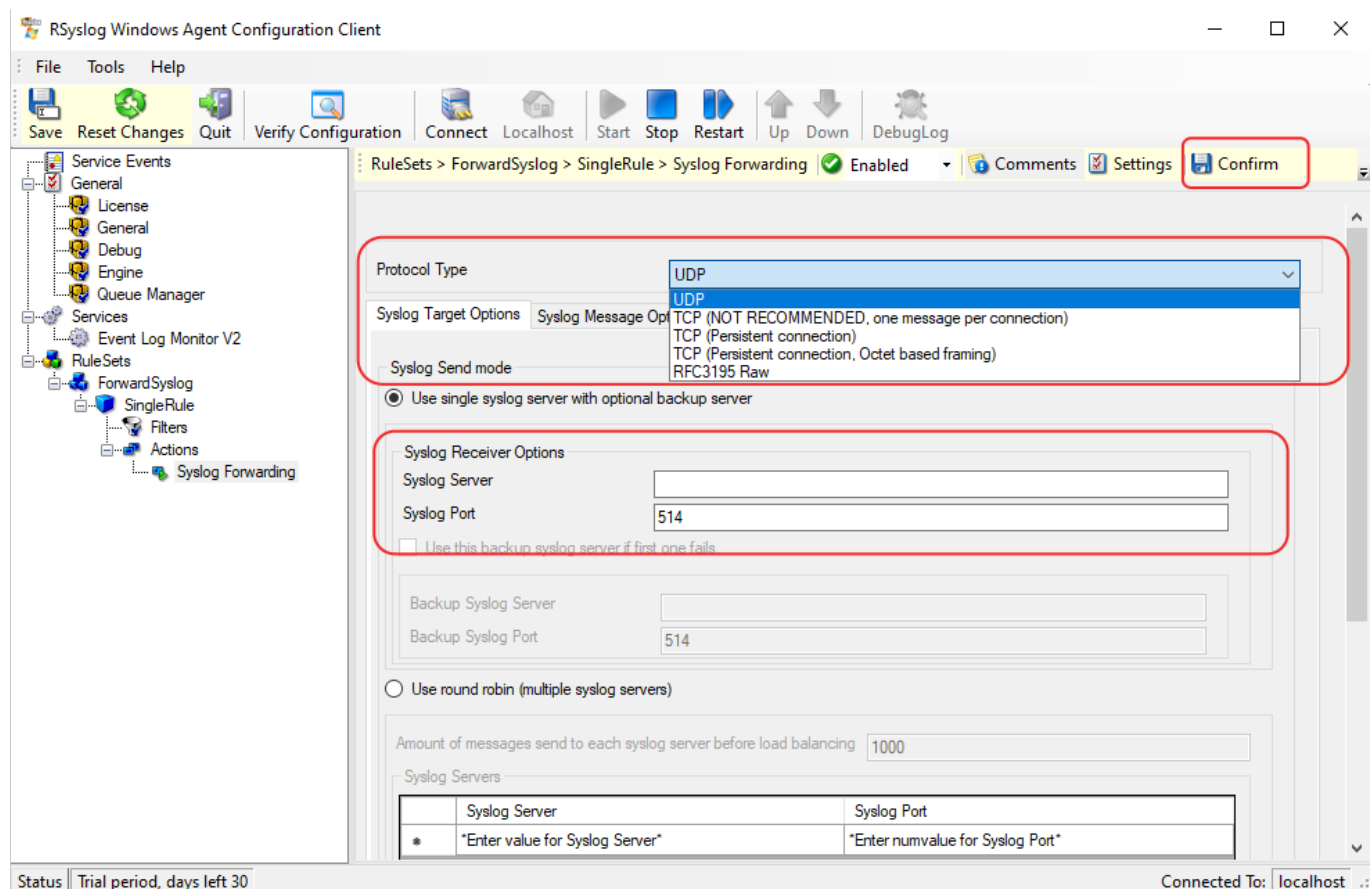 RSyslog Windows Agent Configuration Client
File Tools Help
Save Reset Changes Quit Verify Configuration Connect Localhost Start Stop Restart Up Down DebugLog
Service Events
General
License
General
Debug
Engine
Queue Manager
Services
Event Log Monitor V2
RuleSets
ForwardSyslog
SingleRule
Filters
Actions
Syslog Forwarding
RuleSets > ForwardSyslog > SingleRule > Syslog Forwarding Enabled Comments Settings Confirm
Protocol Type UDP
UDP
TCP (NOT RECOMMENDED, one message per connection)
TCP (Persistent connection)
TCP (Persistent connection, Octet based framing)
RFC3195 Raw
Syslog Target Options Syslog Message Opt
Syslog Send mode
Use single syslog server with optional backup server
Syslog Receiver Options
Syslog Server
Syslog Port 514
Use this backup syslog server if first one fails
Backup Syslog Server
Backup Syslog Port 514
Use round robin (multiple syslog servers)
Amount of messages send to each syslog server before load balancing 1000
Syslog Servers
Syslog Server Syslog Port
* *Enter value for Syslog Server* *Enter numvalue for Syslog Port*
Status Trial period, days left 30 Connected To: localhost